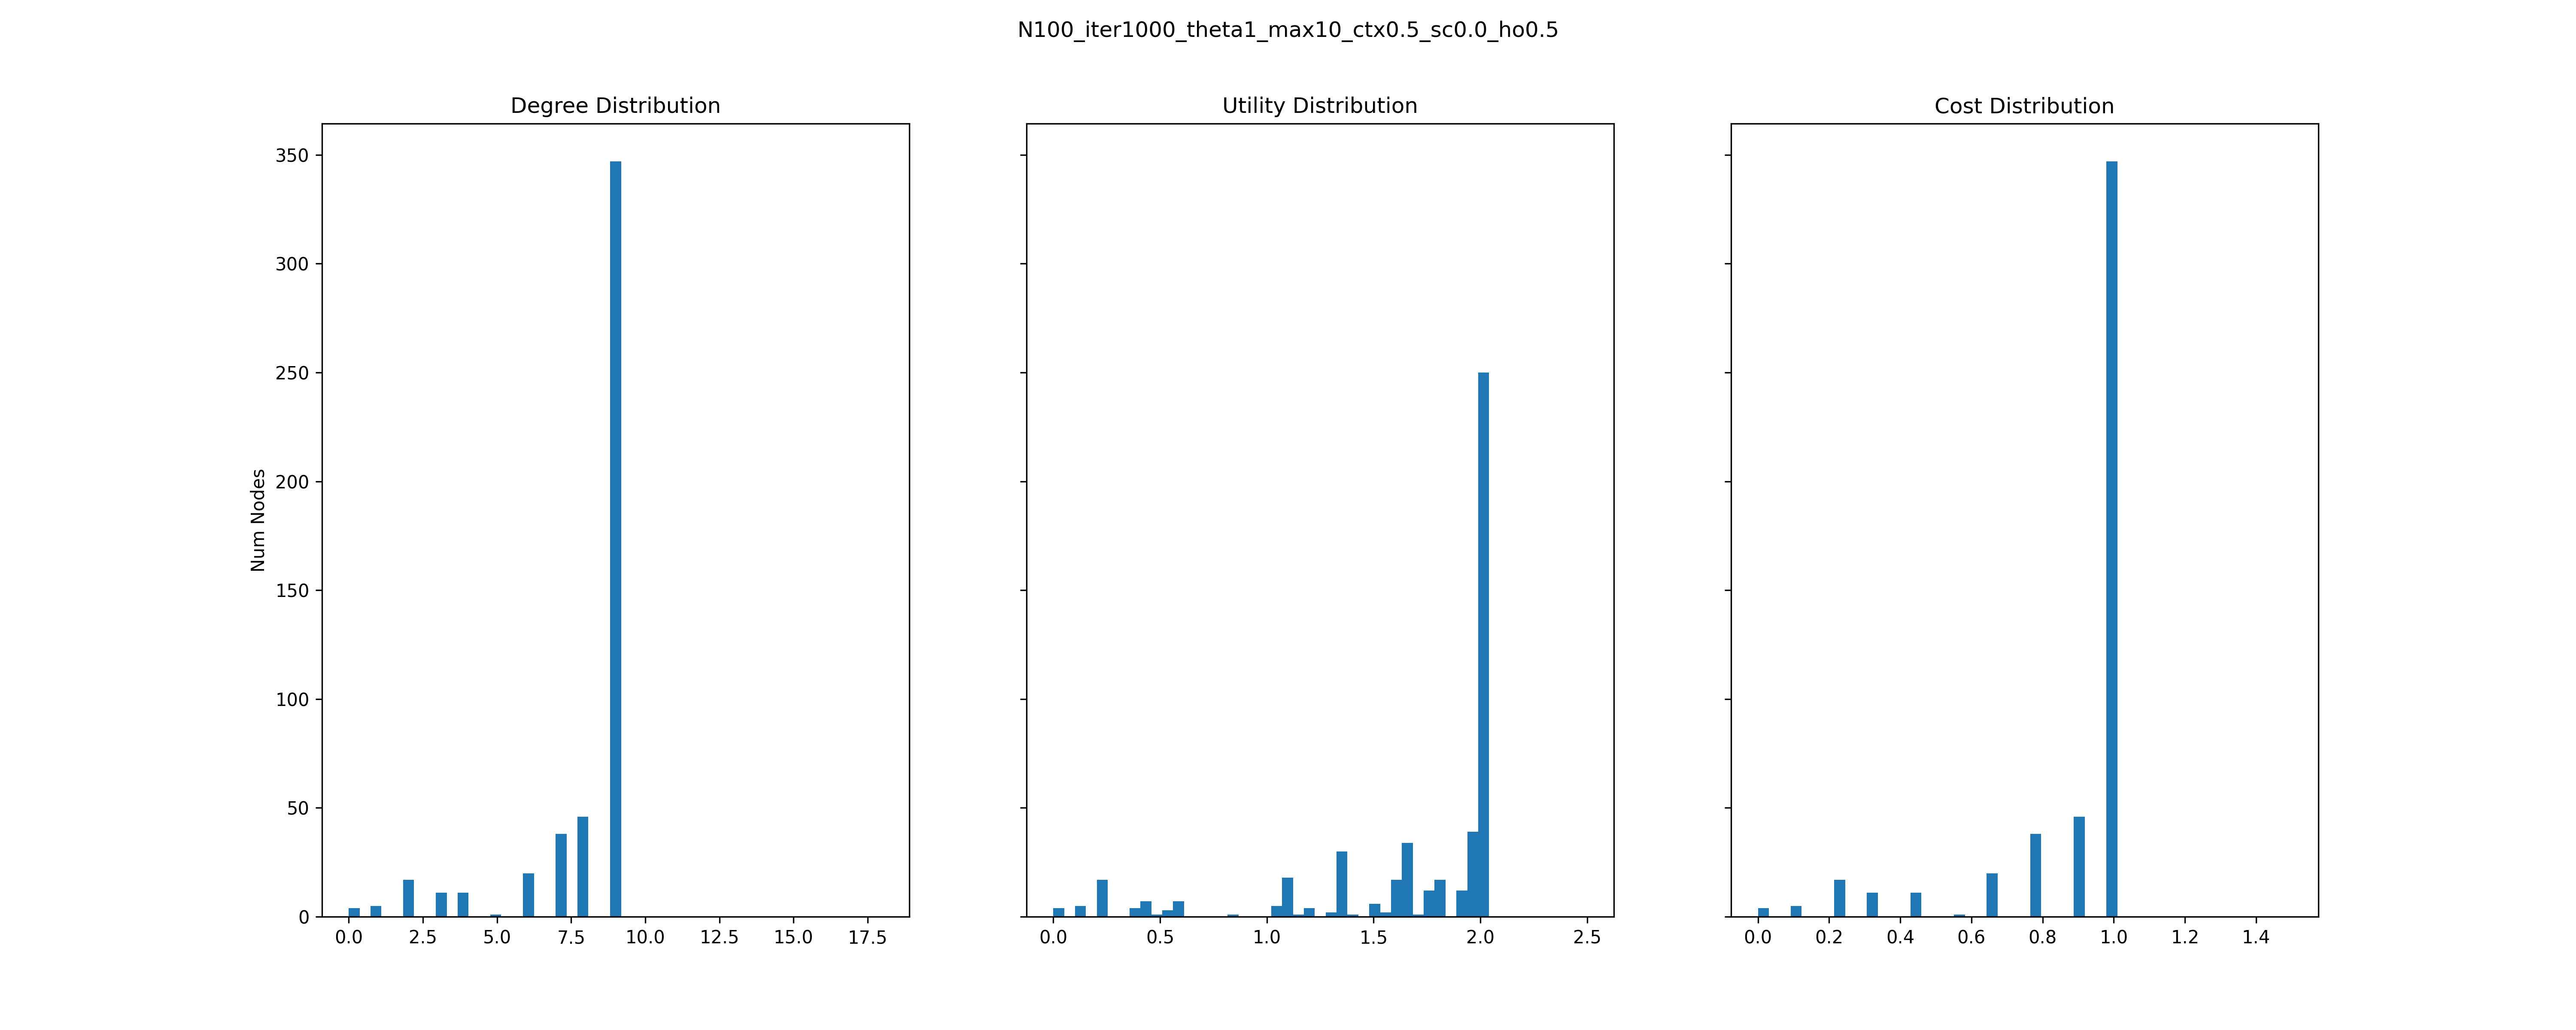 N100_iter1000_theta1_max10_ctx0.5_sc0.0_ho0.5
Degree Distribution
Utility Distribution
Cost Distribution
Num Nodes
350
300
250
200
150
100
50
0
0.0 2.5 5.0 7.5 10.0 12.5 15.0 17.5
0.0 0.5 1.0 1.5 2.0 2.5
0.0 0.2 0.4 0.6 0.8 1.0 1.2 1.4